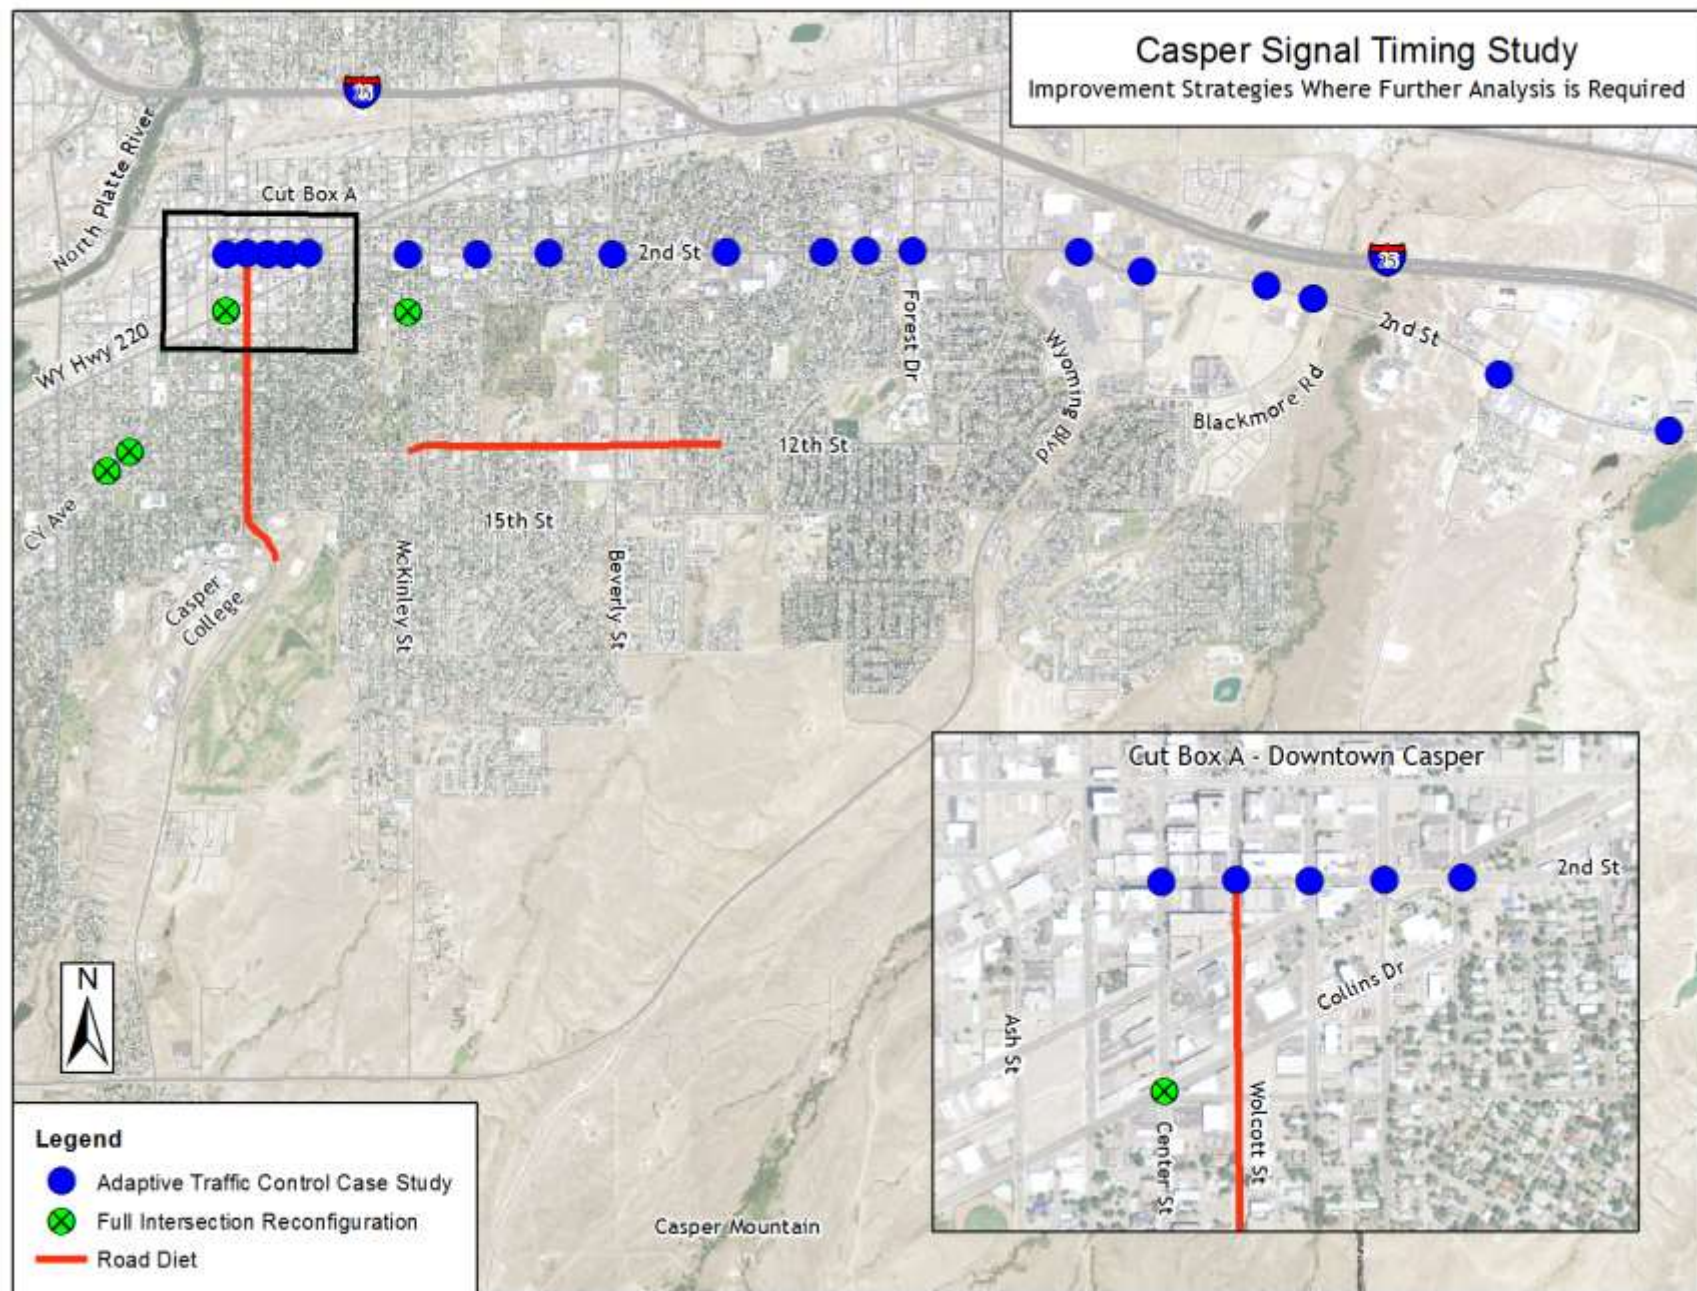 Casper Signal Timing Study
Improvement Strategies Where Further Analysis is Required
25
North Platte River
Cut Box A
2nd St
25
WY Hwy 220
Forest Dr
Wyoming Blvd
2nd St
Blackmore Rd
12th St
CY Ave
15th St
McKinley St
Beverly St
Casper
College
Cut Box A - Downtown Casper
2nd St
Collins Dr
Ash St
Wolcott St
Center St
N
Legend
Adaptive Traffic Control Case Study
Full Intersection Reconfiguration
Road Diet
Casper Mountain